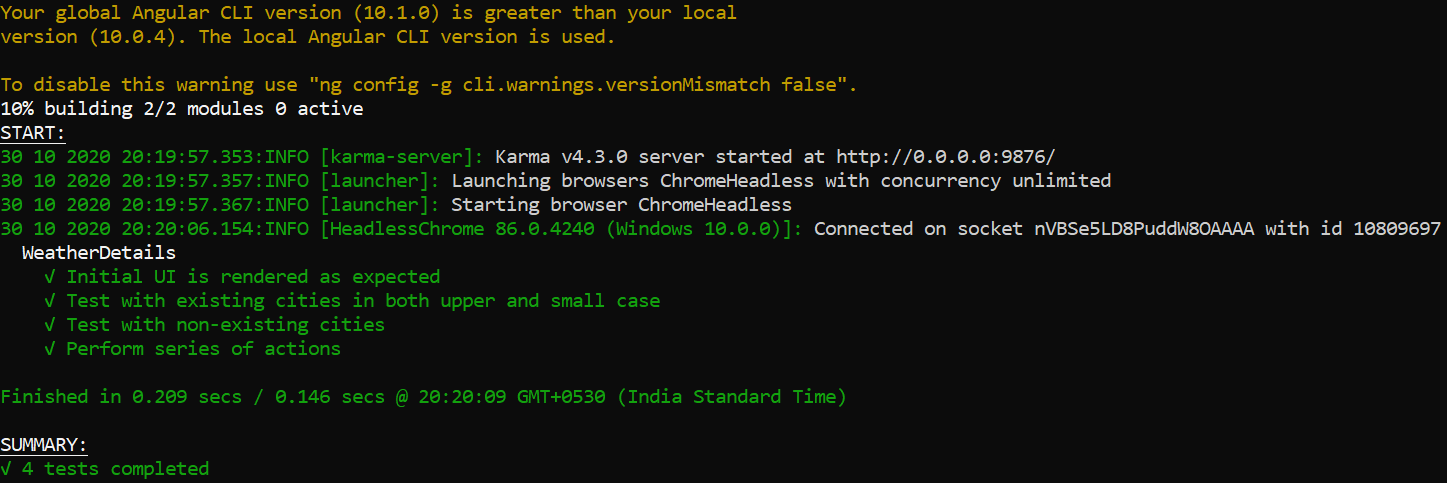 Your global Angular CLI version (10.1.0) is greater than your local
version (10.0.4). The local Angular CLI version is used.
To disable this warning use "ng config -g cli.warnings.versionMismatch false".
10% building 2/2 modules 0 active
START:
30 10 2020 20:19:57.353:INFO [karma-server]: Karma v4.3.0 server started at http://0.0.0.0:9876/
30 10 2020 20:19:57.357:INFO [launcher]: Launching browsers ChromeHeadless with concurrency unlimited
30 10 2020 20:19:57.367:INFO [launcher]: Starting browser ChromeHeadless
30 10 2020 20:20:06.154:INFO [HeadlessChrome 86.0.4240 (Windows 10.0.0)]: Connected on socket nVBSe5LD8PuddW8OAAAA with id 10809697
WeatherDetails
√ Initial UI is rendered as expected
√ Test with existing cities in both upper and small case
√ Test with non-existing cities
√ Perform series of actions
Finished in 0.209 secs / 0.146 secs @ 20:20:09 GMT+0530 (India Standard Time)
SUMMARY:
√ 4 tests completed